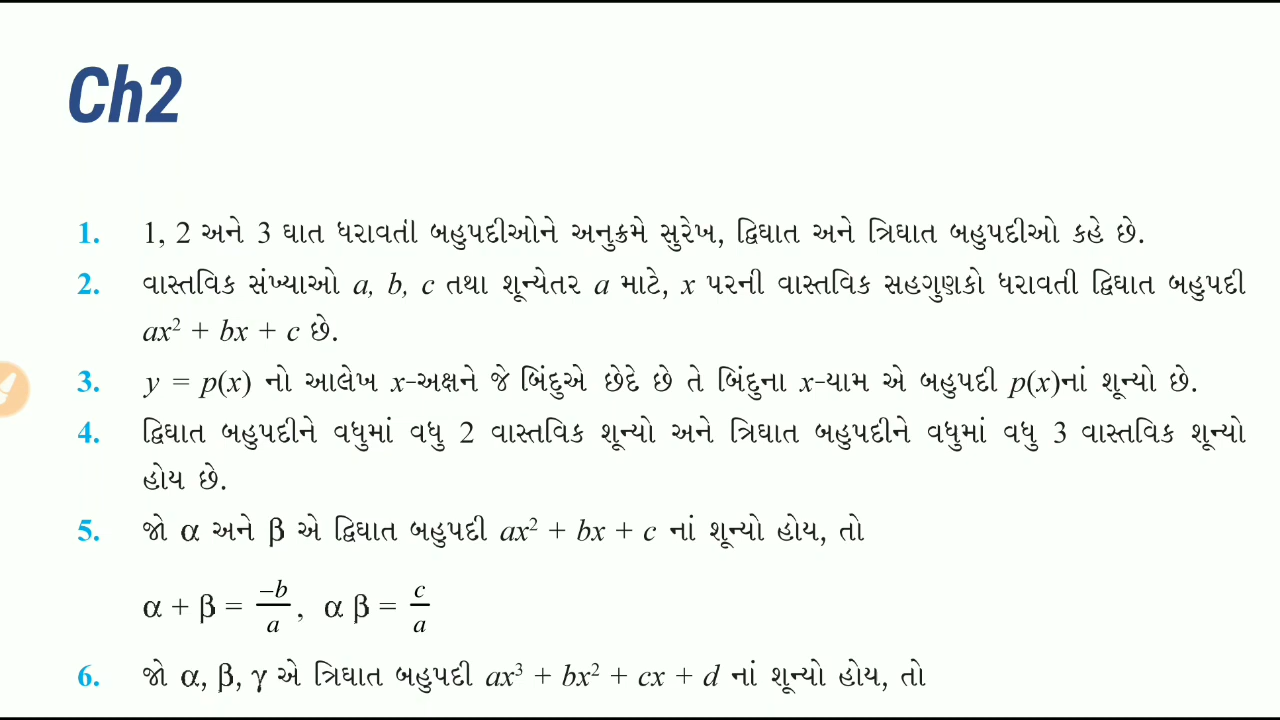 Ch2
1. 1, 2 અને 3 ઘાત ધરાવતી બહુપદીઓને અનુક્રમે સુરેખ, દ્વિઘાત અને ત્રિઘાત બહુપદીઓ કહે છે.
2. વાસ્તવિક સંખ્યાઓ a, b, c તથા શૂન્યેતર a માટે, x પરની વાસ્તવિક સહગુણકો ધરાવતી દ્વિઘાત બહુપદી
ax² + bx + c છે.
3. y = p(x) નો આલેખ x-અક્ષને જે બિંદુએ છેદે છે તે બિંદુના x-યામ એ બહુપદી p(x)નાં શૂન્યો છે.
4. દ્વિઘાત બહુપદીને વધુમાં વધુ 2 વાસ્તવિક શૂન્યો અને ત્રિઘાત બહુપદીને વધુમાં વધુ 3 વાસ્તવિક શૂન્યો
હોય છે.
5. જો α અને β એ દ્વિઘાત બહુપદી ax² + bx + c નાં શૂન્યો હોય, તો
α + β = –b/a, α β = c/a
6. જો α, β, γ એ ત્રિઘાત બહુપદી ax³ + bx² + cx + d નાં શૂન્યો હોય, તો